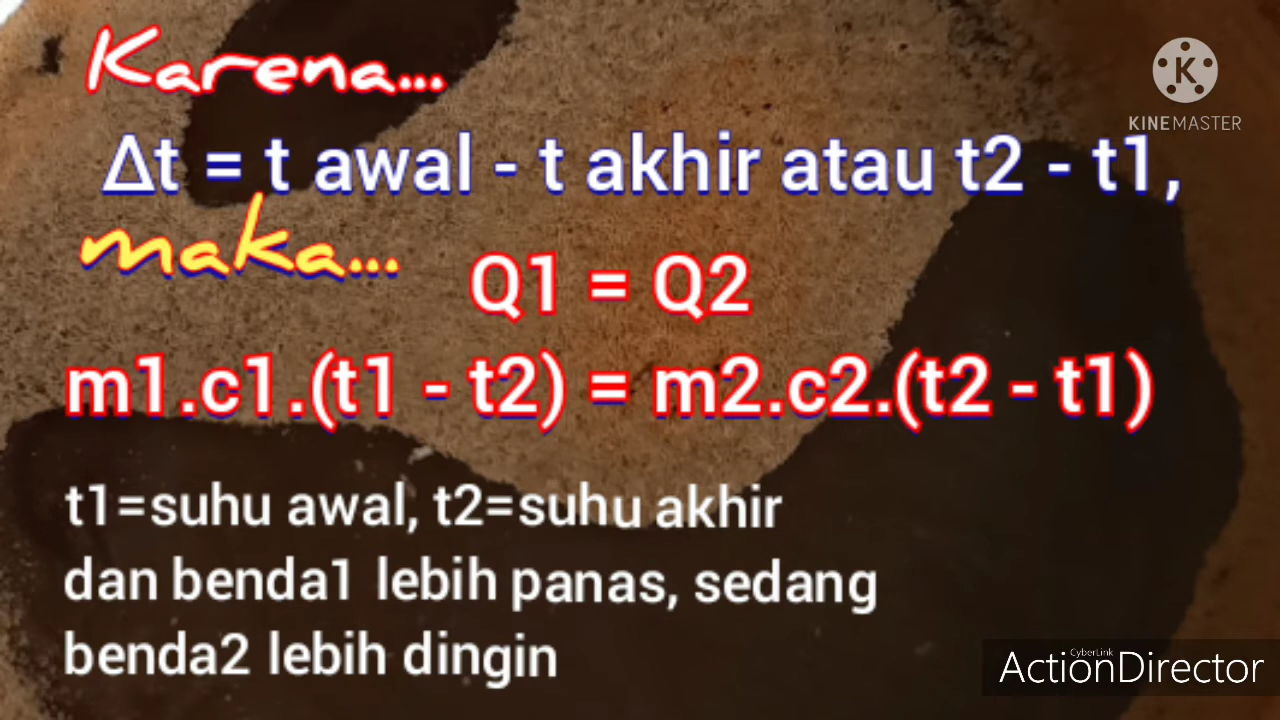 Karena...
KINEMASTER
Δt = t awal - t akhir atau t2 - t1,
maka...
Q1 = Q2
m1.c1.(t1 - t2) = m2.c2.(t2 - t1)
t1=suhu awal, t2=suhu akhir
dan benda1 lebih panas, sedang
benda2 lebih dingin
CyberLink
ActionDirector